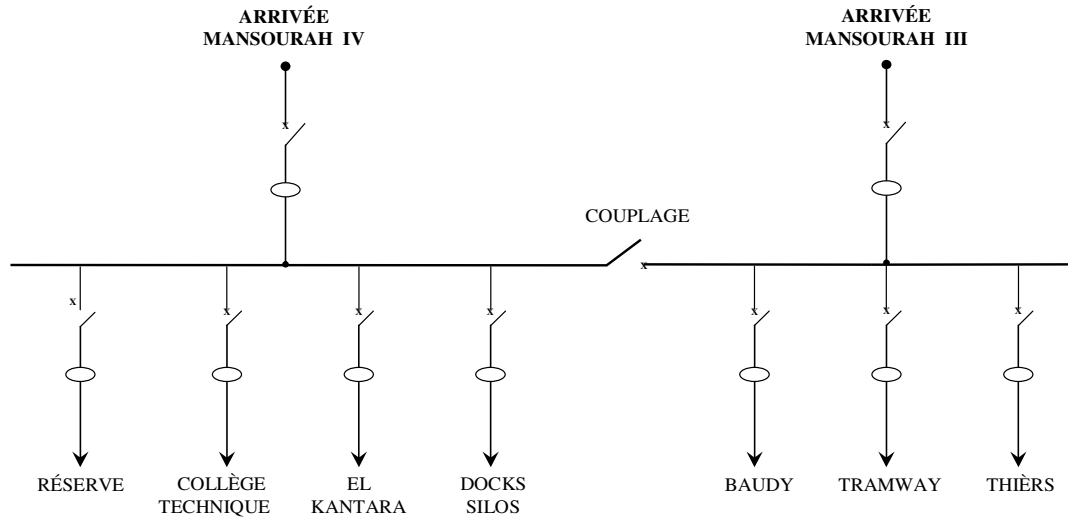 ARRIVÉE
MANSOURAH IV
ARRIVÉE
MANSOURAH III
x
x
COUPLAGE
x
x
x
x
x
x
x
x
RÉSERVE
COLLÈGE
TECHNIQUE
EL
KANTARA
DOCKS
SILOS
BAUDY
TRAMWAY
THIÈRS